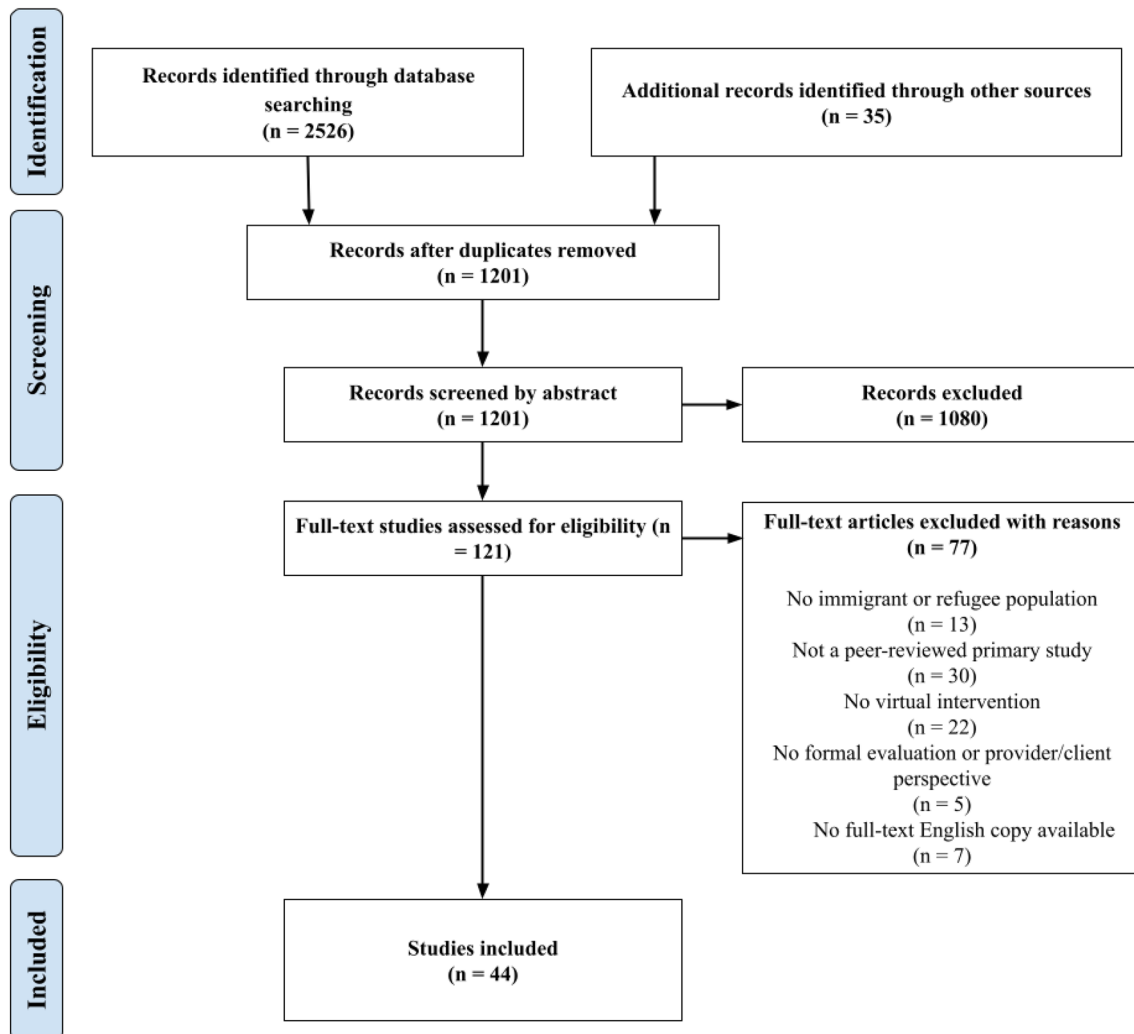 Identification
Records identified through database
searching
(n = 2526)
Additional records identified through other sources
(n = 35)
Screening
Records after duplicates removed
(n = 1201)
Records screened by abstract
(n = 1201)
Records excluded
(n = 1080)
Eligibility
Full-text studies assessed for eligibility (n
= 121)
Full-text articles excluded with reasons
(n = 77)
No immigrant or refugee population
(n = 13)
Not a peer-reviewed primary study
(n = 30)
No virtual intervention
(n = 22)
No formal evaluation or provider/client
perspective
(n = 5)
No full-text English copy available
(n = 7)
Included
Studies included
(n = 44)